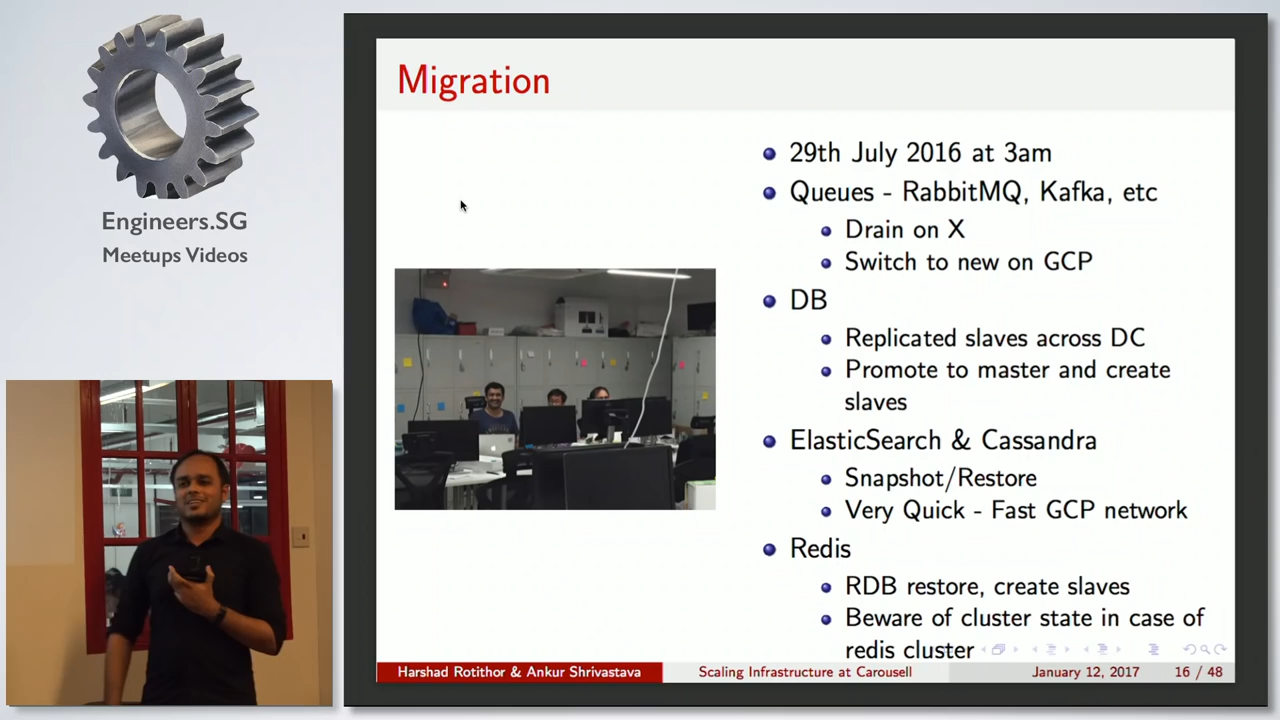 Engineers.SG
Meetups Videos
Migration
29th July 2016 at 3am
Queues - RabbitMQ, Kafka, etc
Drain on X
Switch to new on GCP
DB
Replicated slaves across DC
Promote to master and create
slaves
ElasticSearch & Cassandra
Snapshot/Restore
Very Quick - Fast GCP network
Redis
RDB restore, create slaves
Beware of cluster state in case of
redis cluster
Harshad Rotithor & Ankur Shrivastava
Scaling Infrastructure at Carousell
January 12, 2017
16 / 48